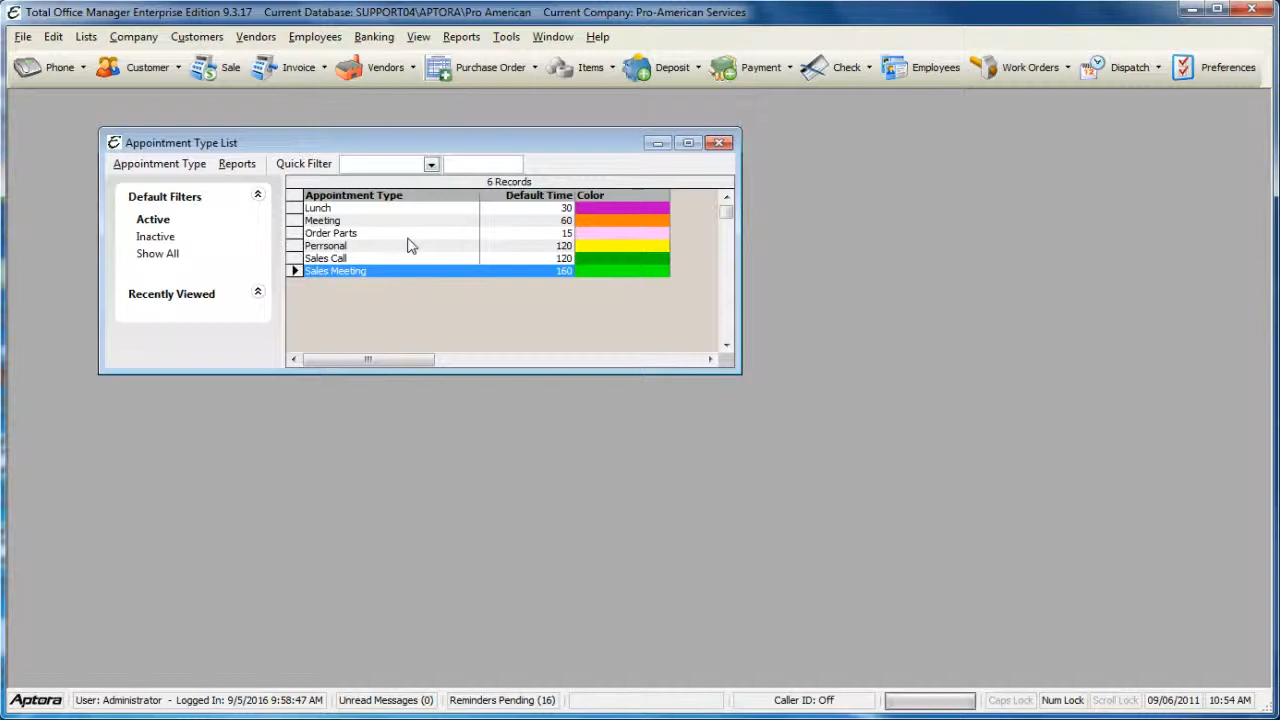 Total Office Manager Enterprise Edition 9.3.17 Current Database: SUPPORT04\APTORA\Pro American Current Company: Pro-American Services
File Edit Lists Company Customers Vendors Employees Banking View Reports Tools Window Help
Phone Customer Sale Invoice Vendors Purchase Order Items Deposit Payment Check Employees Work Orders Dispatch Preferences
Appointment Type List
Appointment Type Reports Quick Filter
6 Records
Default Filters
Active
Inactive
Show All
Recently Viewed
Appointment Type Default Time Color
Lunch 30
Meeting 60
Order Parts 15
Perrsonal 120
Sales Call 120
Sales Meeting 160
Aptora User: Administrator - Logged In: 9/5/2016 9:58:47 AM Unread Messages (0) Reminders Pending (16) Caller ID: Off Caps Lock Num Lock Scroll Lock 09/06/2011 10:54 AM